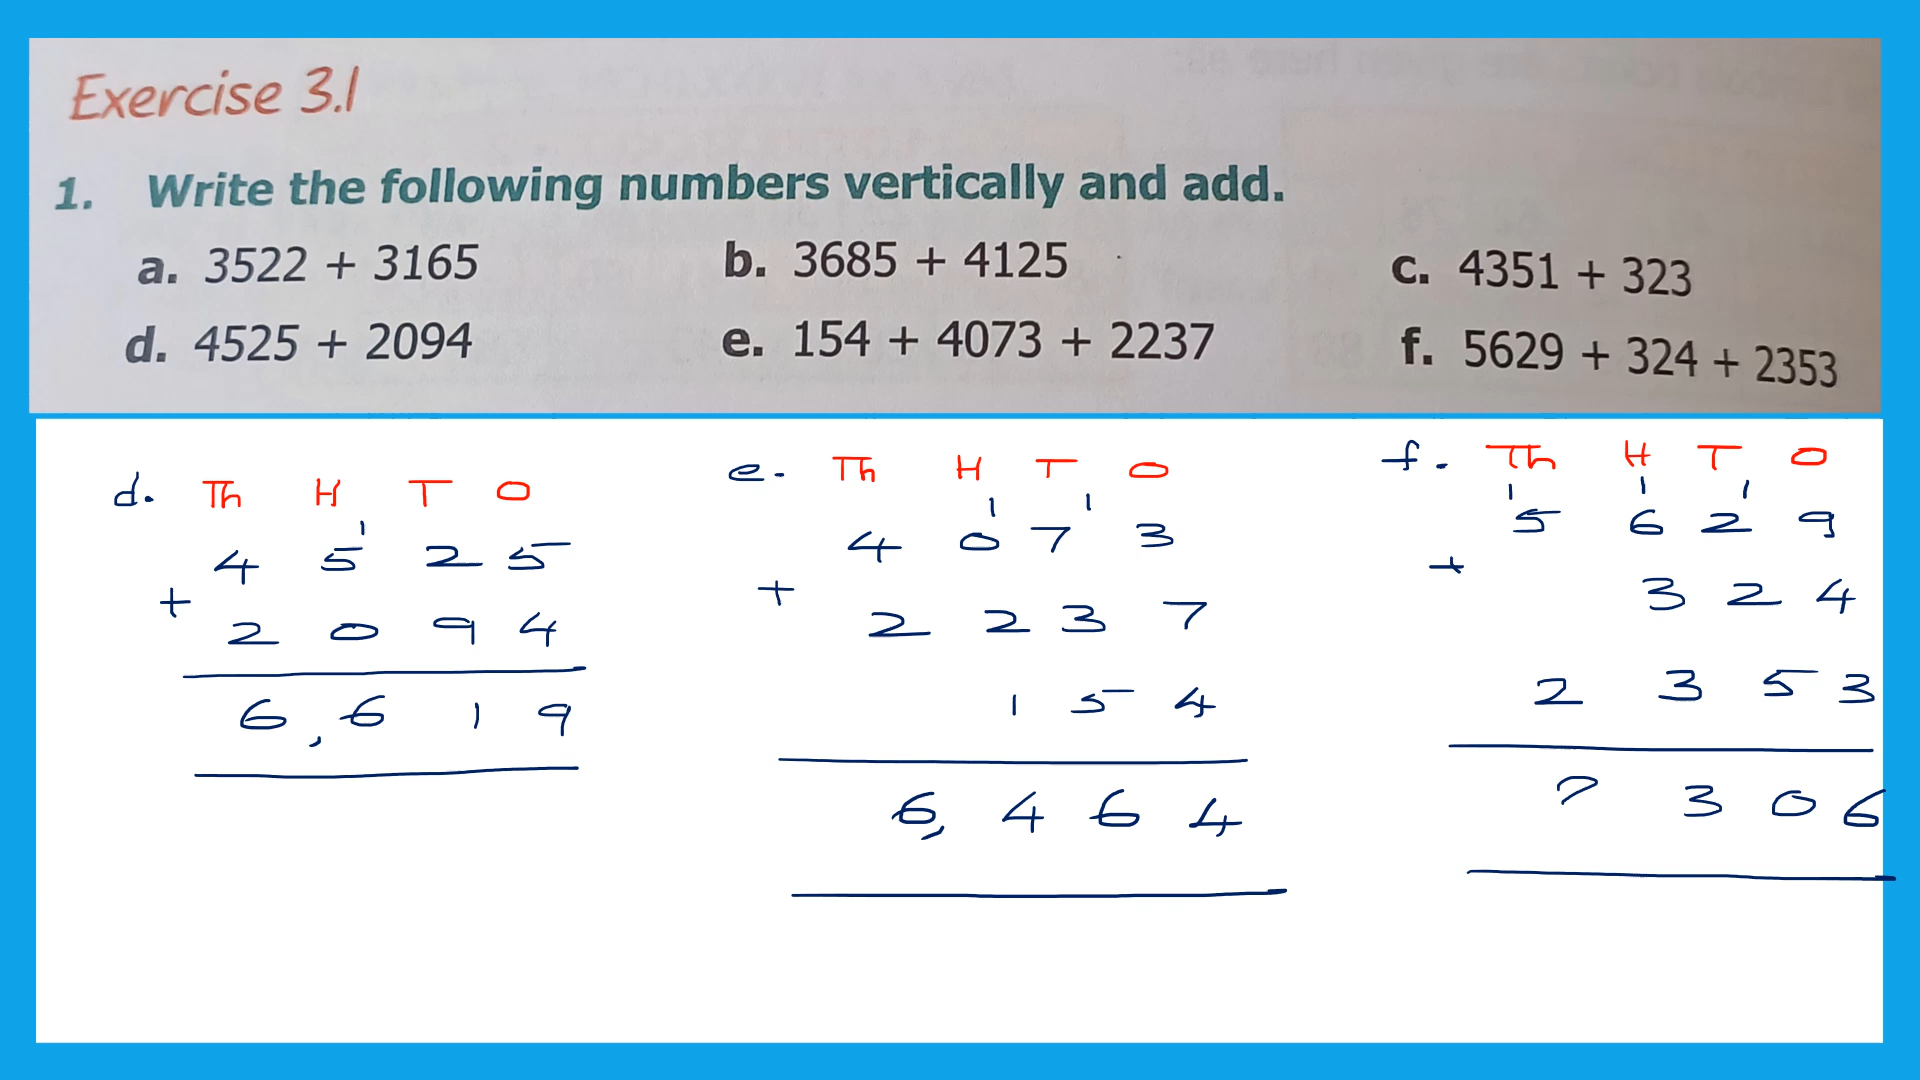 Exercise 3.1
1. Write the following numbers vertically and add.
a. 3522 + 3165 b. 3685 + 4125 c. 4351 + 323
d. 4525 + 2094 e. 154 + 4073 + 2237 f. 5629 + 324 + 2353
d. Th H T O
1
4 5 2 5
+ 2 0 9 4
6,6 1 9
e. Th H T O
1 1
4 0 7 3
+ 2 2 3 7
1 5 4
6,4 6 4
f. Th H T O
1 1 1
5 6 2 9
+ 3 2 4
2 3 5 3
3 0 6